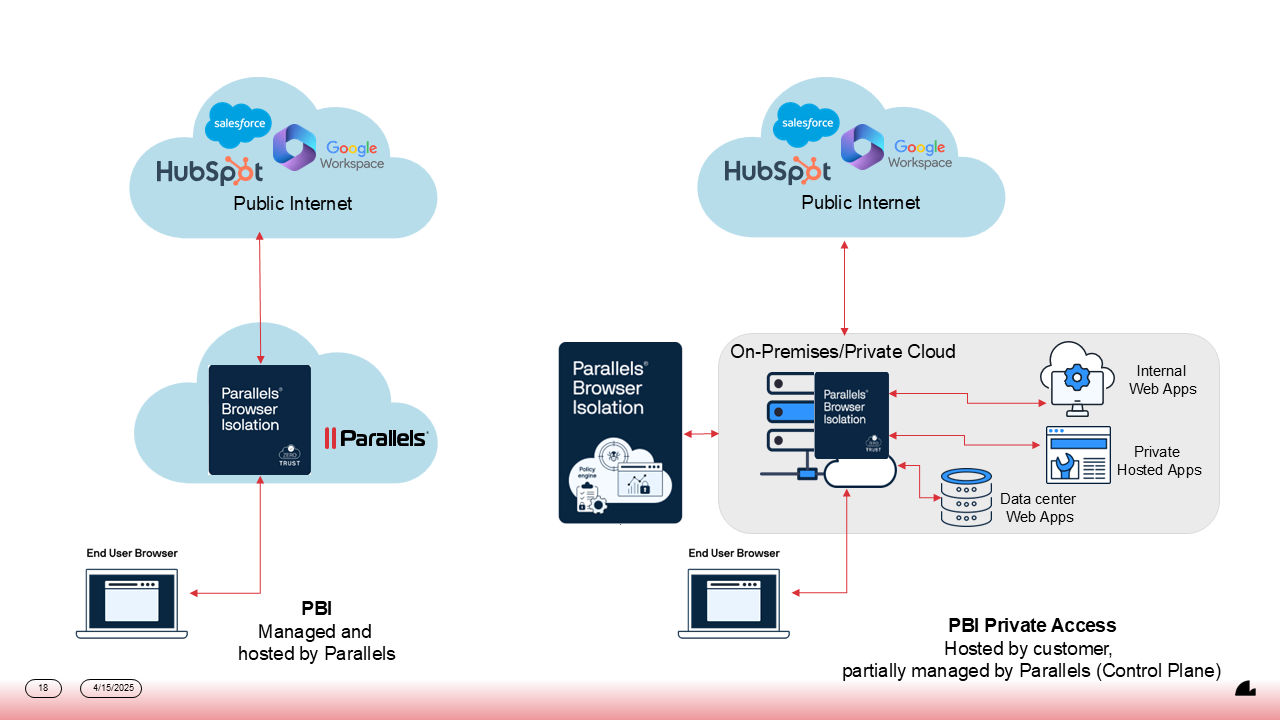 salesforce
HubSpot
Google
Workspace
Public Internet
Parallels®
Browser
Isolation
ZERO
TRUST
Parallels®
End User Browser
PBI
Managed and
hosted by Parallels
salesforce
HubSpot
Google
Workspace
Public Internet
Parallels®
Browser
Isolation
Policy
engine
On-Premises/Private Cloud
Parallels®
Browser
Isolation
ZERO
TRUST
Internal
Web Apps
Private
Hosted Apps
Data center
Web Apps
End User Browser
PBI Private Access
Hosted by customer,
partially managed by Parallels (Control Plane)
18
4/15/2025